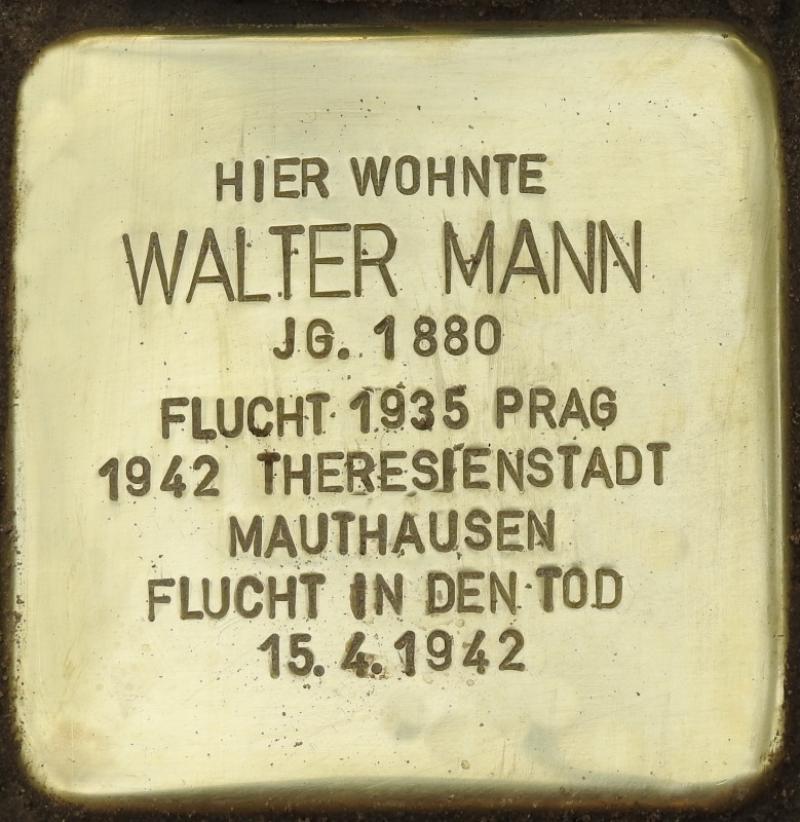 HIER WOHNTE
WALTER MANN
JG. 1880
FLUCHT 1935 PRAG
1942 THERESIENSTADT
MAUTHAUSEN
FLUCHT IN DEN TOD
15.4.1942